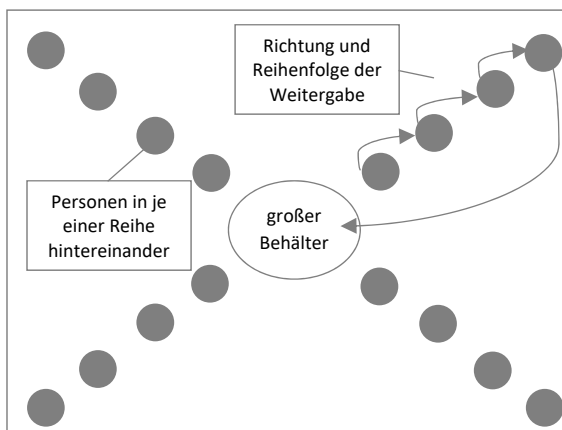 Richtung und
Reihenfolge der
Weitergabe
Personen in je
einer Reihe
hintereinander
großer
Behälter